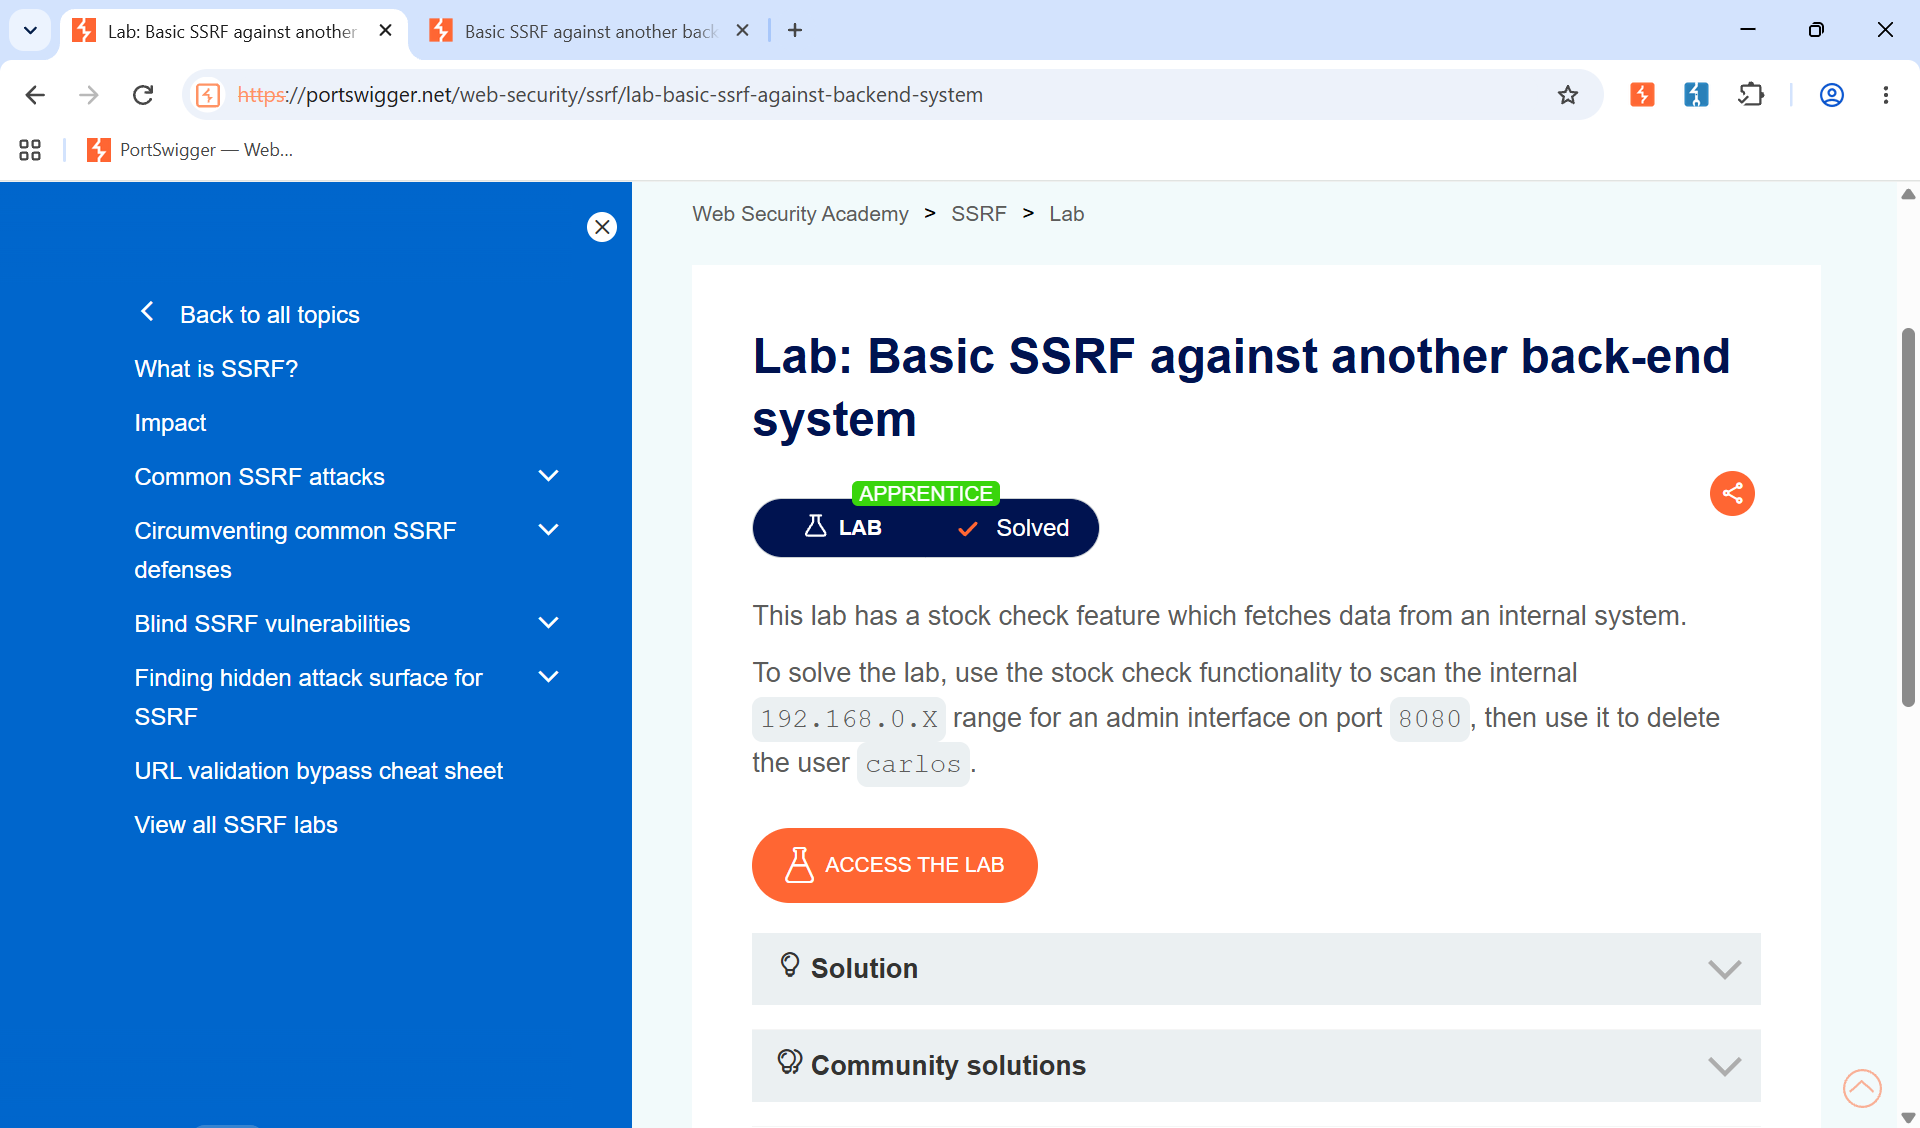 Lab: Basic SSRF against another
Basic SSRF against another back
https://portswigger.net/web-security/ssrf/lab-basic-ssrf-against-backend-system
PortSwigger — Web...
Back to all topics
What is SSRF?
Impact
Common SSRF attacks
Circumventing common SSRF
defenses
Blind SSRF vulnerabilities
Finding hidden attack surface for
SSRF
URL validation bypass cheat sheet
View all SSRF labs
Web Security Academy > SSRF > Lab
Lab: Basic SSRF against another back-end
system
APPRENTICE
LAB Solved
This lab has a stock check feature which fetches data from an internal system.
To solve the lab, use the stock check functionality to scan the internal
192.168.0.X range for an admin interface on port 8080, then use it to delete
the user carlos.
ACCESS THE LAB
Solution
Community solutions